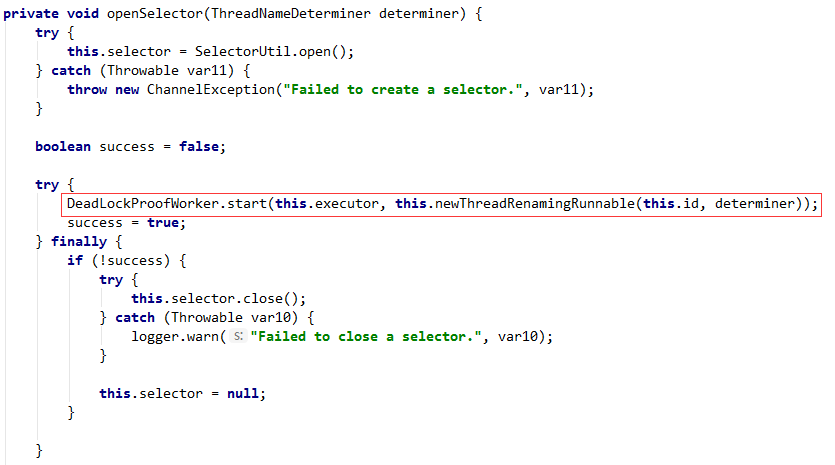 private void openSelector(ThreadNameDeterminer determiner) {
    try {
        this.selector = SelectorUtil.open();
    } catch (Throwable var11) {
        throw new ChannelException("Failed to create a selector.", var11);
    }

    boolean success = false;

    try {
        DeadLockProofWorker.start(this.executor, this.newThreadRenamingRunnable(this.id, determiner));
        success = true;
    } finally {
        if (!success) {
            try {
                this.selector.close();
            } catch (Throwable var10) {
                logger.warn( s: "Failed to close a selector.", var10);
            }

            this.selector = null;
        }

    }